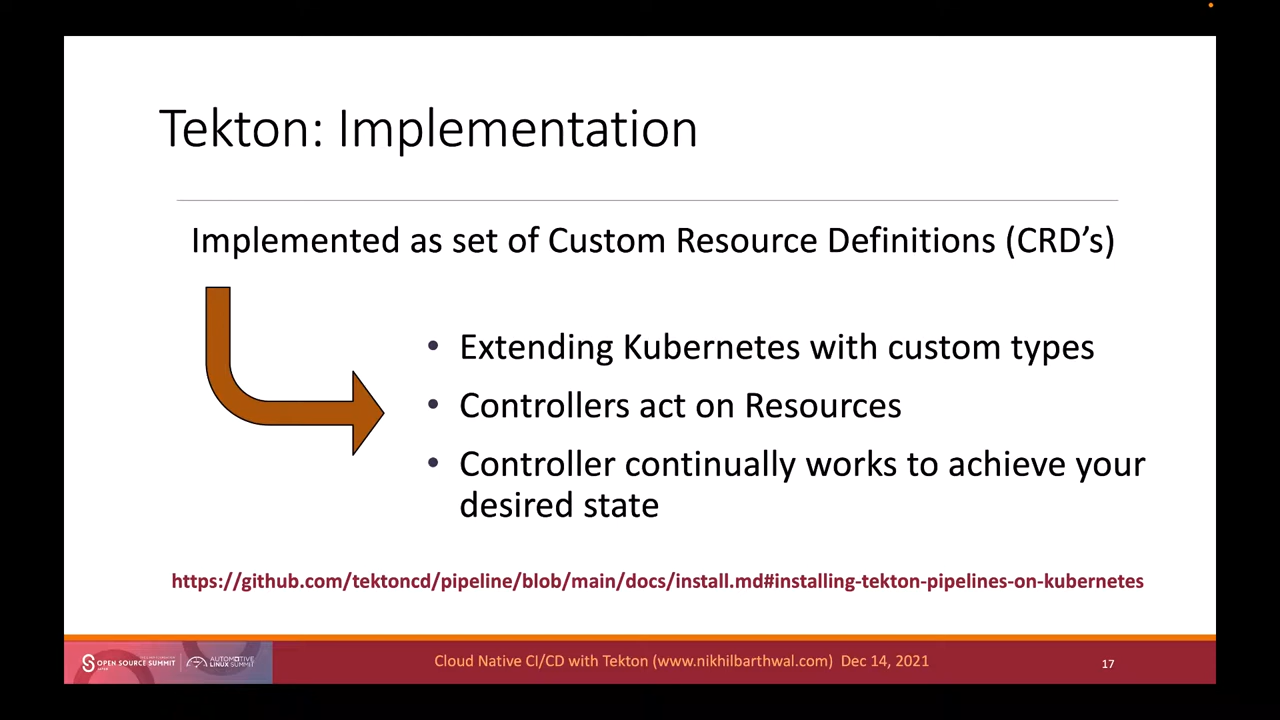 Tekton: Implementation
Implemented as set of Custom Resource Definitions (CRD’s)
• Extending Kubernetes with custom types
• Controllers act on Resources
• Controller continually works to achieve your
desired state
https://github.com/tektoncd/pipeline/blob/main/docs/install.md#installing-tekton-pipelines-on-kubernetes
OPEN SOURCE SUMMIT
AUTOMOTIVE
LINUX SUMMIT
Cloud Native CI/CD with Tekton (www.nikhilbarthwal.com) Dec 14, 2021
17